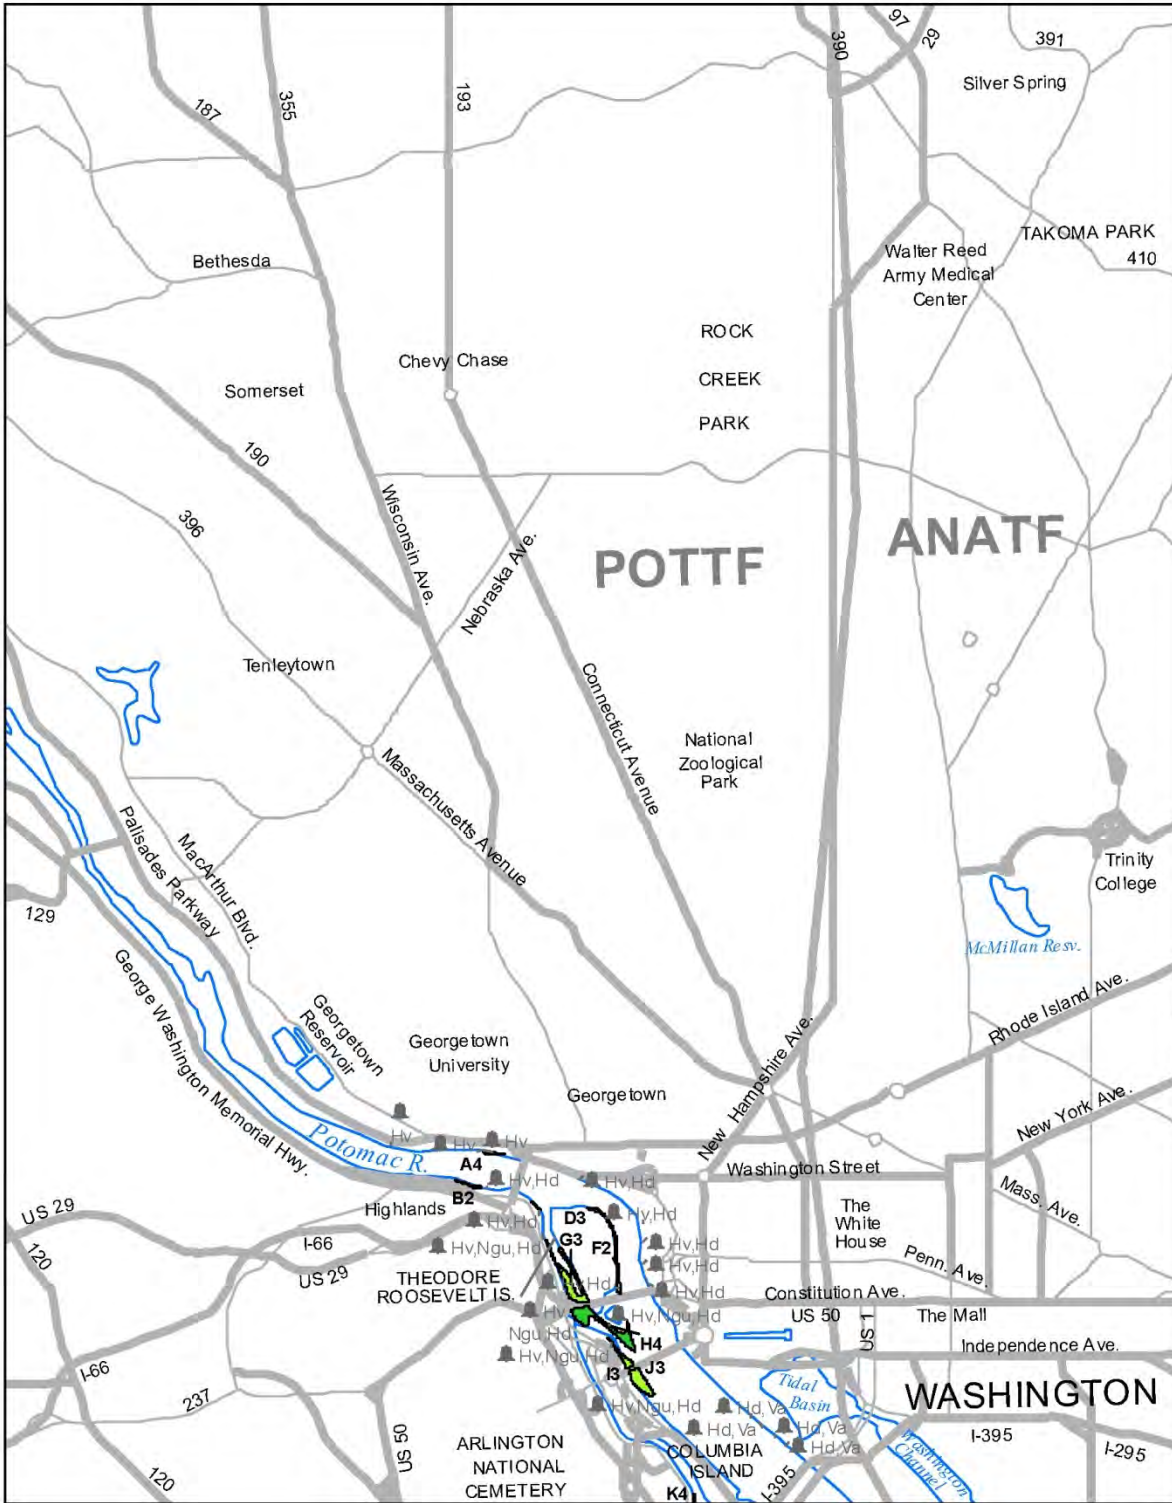 97
29
390
391
Silver Spring
187
355
193
TAKOMA PARK
410
Walter Reed
Army Medical
Center
Bethesda
ROCK
CREEK
PARK
Chevy Chase
Somerset
190
396
Wisconsin Ave.
Nebraska Ave.
POTTF
ANATF
Tenleytown
Connecticut Avenue
National
Zoological
Park
Massachusetts Avenue
Palisades Parkway
MacArthur Blvd.
129
Trinity
College
McMillan Resv.
George Washington Memorial Hwy.
Georgetown
Reservoir
Georgetown
University
Georgetown
New Hampshire Ave.
Rhode Island Ave.
New York Ave.
Mass. Ave.
Potomac R.
Hv
Hv
Hv
A4
Washington Street
Hv,Hd
Hv,Hd
B2
Highlands
US 29
I-66
US 29
120
Hv,Hd
Hv,Ngu,Hd
D3
G3
F2
Hv,Hd
Hv,Hd
Hv,Hd
The
White
House
Penn. Ave.
THEODORE
ROOSEVELT IS.
Hd
Hv,Hd
Constitution Ave.
US 50
US 1
The Mall
Hv
Ngu,Hd
Hv,Ngu,Hd
H4
Independence Ave.
Hv,Ngu,Hd
I3
J3
I-66
237
US 50
120
Tidal
Basin
WASHINGTON
Hv,Ngu,Hd
Hd,Va
Hd,Va
Hd,Va
Hd,Va
Washington
Channel
I-395
I-295
ARLINGTON
NATIONAL
CEMETERY
COLUMBIA
ISLAND
I-395
K4